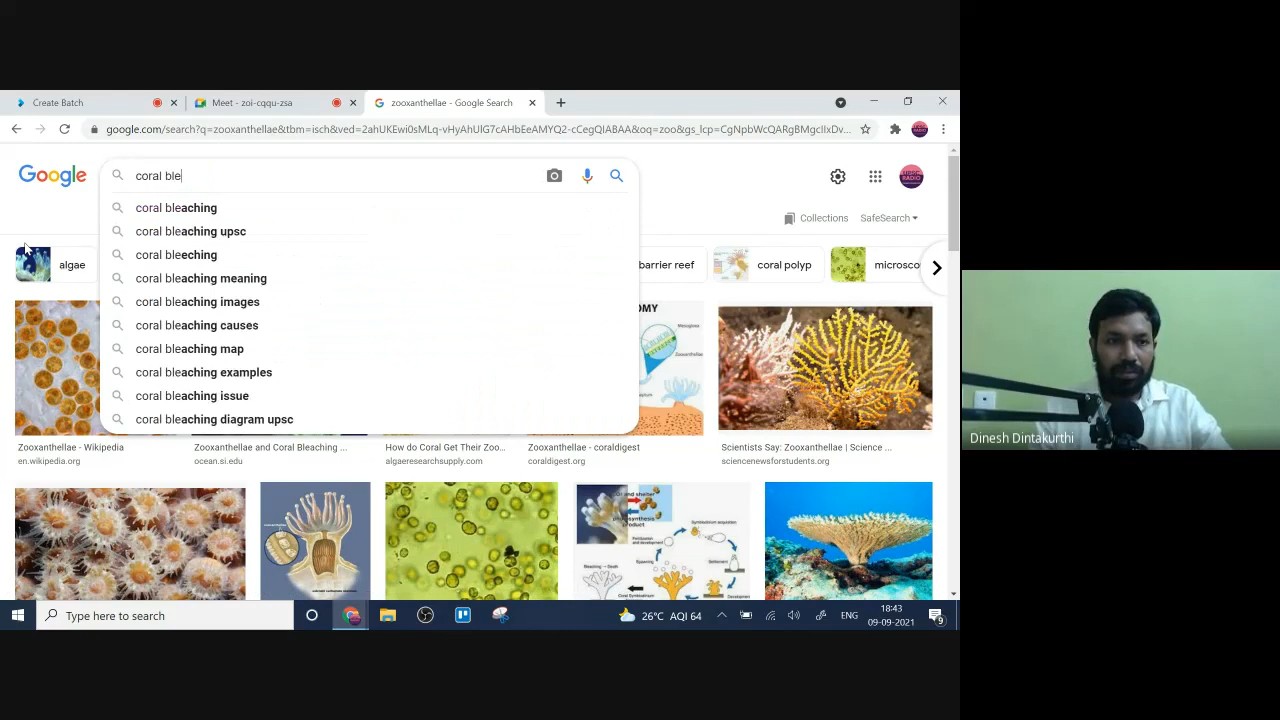 Create Batch
Meet - zoi-cqqu-zsa
zooxanthellae - Google Search
google.com/search?q=zooxanthellae&tbm=isch&ved=2ahUKEwi0sMLq-vHyAhUlG7cAHbEeAMYQ2-cCegQIABAA&oq=zoo&gs_lcp=CgNpbWcQARgBMgcIIxDv...
Google
coral ble
coral bleaching
coral bleaching upsc
coral bleeching
coral bleaching meaning
coral bleaching images
coral bleaching causes
coral bleaching map
coral bleaching examples
coral bleaching issue
coral bleaching diagram upsc
Collections
SafeSearch
algae
barrier reef
coral polyp
microsco
OMY
Zooxanthellae
Zooxanthellae - Wikipedia
en.wikipedia.org
Zooxanthellae and Coral Bleaching ...
ocean.si.edu
How do Coral Get Their Zoo...
algaeresearchsupply.com
Zooxanthellae - coraldigest
coraldigest.org
Scientists Say: Zooxanthellae | Science ...
sciencenewsforstudents.org
Dinesh Dintakurthi
Type here to search
26°C AQI 64
ENG
18:43
09-09-2021
9